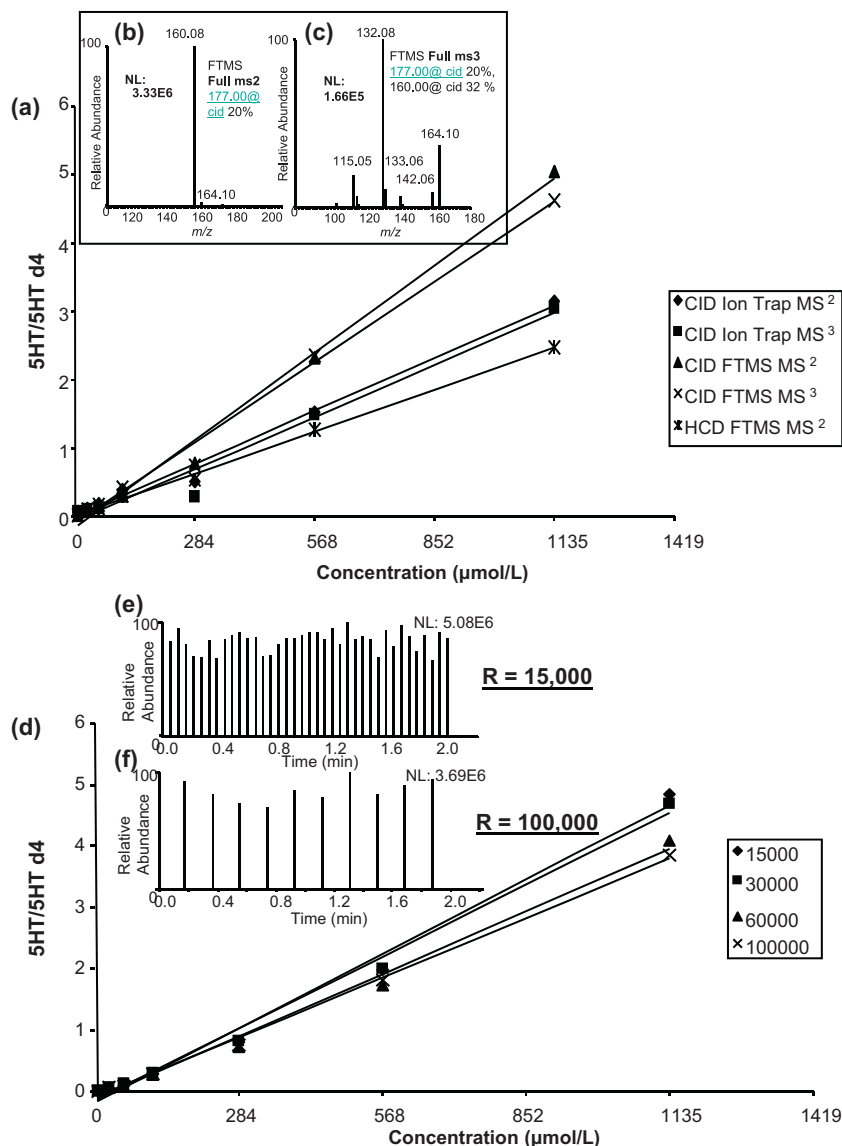 (a)
(b)
100
160.08
FTMS
Full ms2
177.00@
cid 20%
NL:
3.33E6
164.10
Relative Abundance
80 120 160 200
m/z
(c)
100
132.08
FTMS Full ms3
177.00@ cid 20%,
160.00@ cid 32 %
NL:
1.66E5
164.10
115.05
133.06
142.06
Relative Abundance
100 120 140 160 180
m/z
5HT/5HT d4
6
5
4
3
2
1
0
0 284 568 852 1135 1419
Concentration (µmol/L)
CID Ion Trap MS 2
CID Ion Trap MS 3
CID FTMS MS 2
CID FTMS MS 3
HCD FTMS MS 2
(d)
(e)
100
NL: 5.08E6
Relative
Abundance
0.0 0.4 0.8 1.2 1.6 2.0
Time (min)
R = 15,000
(f)
100
NL: 3.69E6
Relative
Abundance
0.0 0.4 0.8 1.2 1.6 2.0
Time (min)
R = 100,000
5HT/5HT d4
6
5
4
3
2
1
0
0 284 568 852 1135 1419
Concentration (µmol/L)
15000
30000
60000
100000